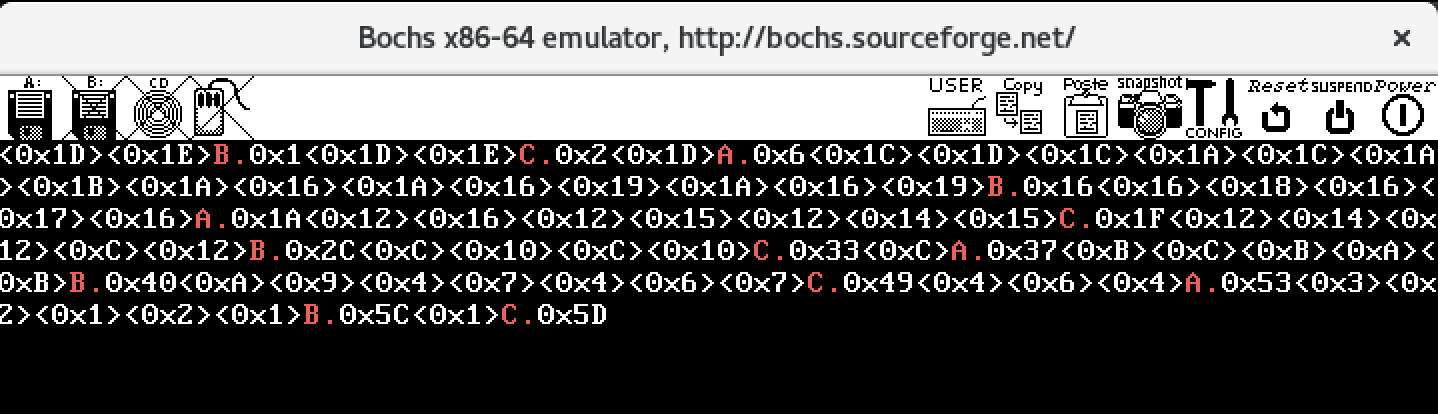 Bochs x86-64 emulator, http://bochs.sourceforge.net/ ×
A: B: CD USER Copy Paste snapshot CONFIG Reset SUSPEND Power
<0x1D><0x1E>B.0x1<0x1D><0x1E>C.0x2<0x1D>A.0x6<0x1C><0x1D><0x1C><0x1A><0x1C><0x1A
><0x1B><0x1A><0x16><0x1A><0x16><0x19><0x1A><0x16><0x19>B.0x16<0x16><0x18><0x16><
0x17><0x16>A.0x1A<0x12><0x16><0x12><0x15><0x12><0x14><0x15>C.0x1F<0x12><0x14><0x
12><0xC><0x12>B.0x2C<0xC><0x10><0xC><0x10>C.0x33<0xC>A.0x37<0xB><0xC><0xB><0xA><
0xB>B.0x40<0xA><0x9><0x4><0x7><0x4><0x6><0x7>C.0x49<0x4><0x6><0x4>A.0x53<0x3><0x
2><0x1><0x2><0x1>B.0x5C<0x1>C.0x5D